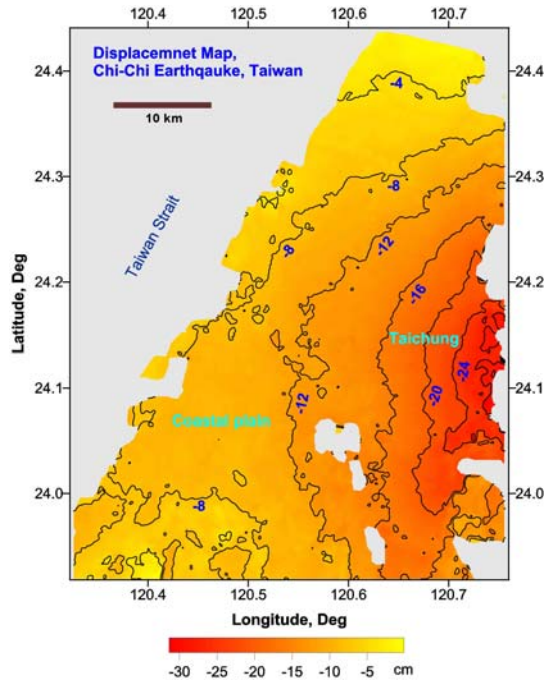 120.4 120.5 120.6 120.7
Displacemnet Map,
Chi-Chi Earthqauke, Taiwan
10 km
24.4
24.4
-4
24.3
24.3
-8
-8
-12
Taiwan Strait
24.2
24.2
-16
Taichung
Latitude, Deg
24.1
24.1
-24
-20
-12
Coastal plain
24.0
24.0
-8
120.4 120.5 120.6 120.7
Longitude, Deg
-30 -25 -20 -15 -10 -5 cm